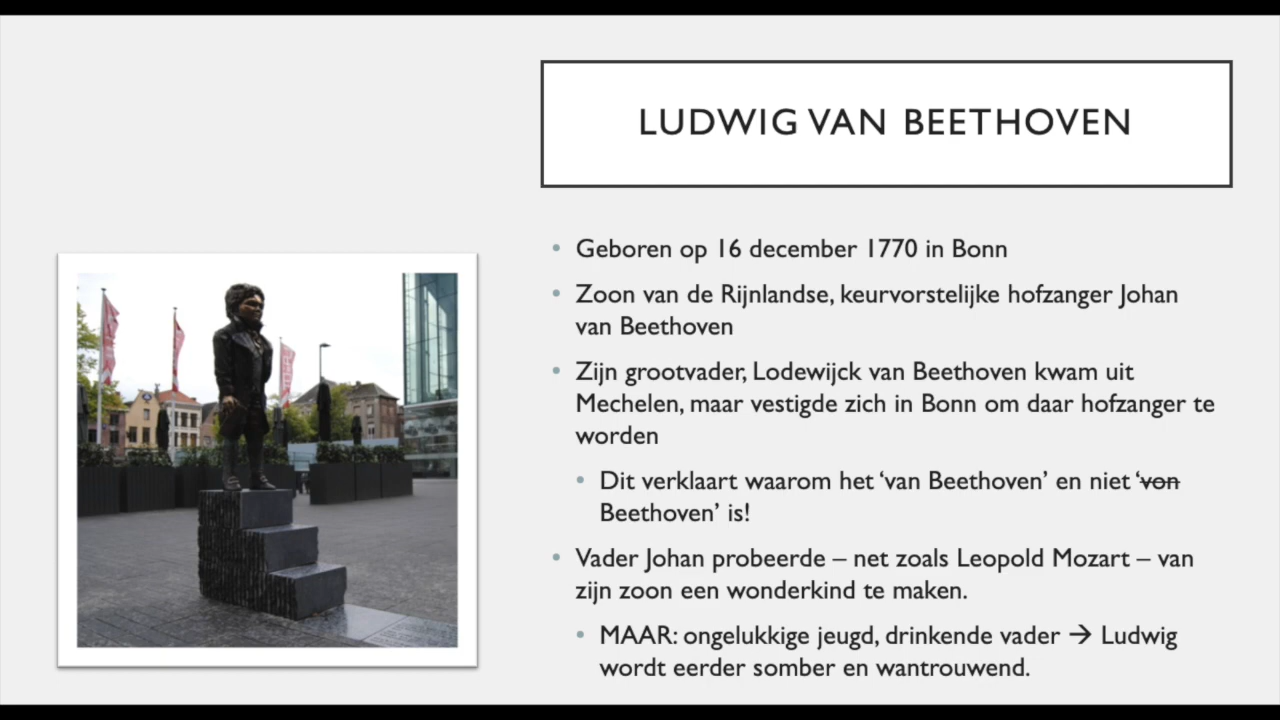 LUDWIG VAN BEETHOVEN
• Geboren op 16 december 1770 in Bonn
• Zoon van de Rijnlandse, keurvorstelijke hofzanger Johan
van Beethoven
• Zijn grootvader, Lodewijck van Beethoven kwam uit
Mechelen, maar vestigde zich in Bonn om daar hofzanger te
worden
• Dit verklaart waarom het ‘van Beethoven’ en niet ‘von
Beethoven’ is!
• Vader Johan probeerde – net zoals Leopold Mozart – van
zijn zoon een wonderkind te maken.
• MAAR: ongelukkige jeugd, drinkende vader → Ludwig
wordt eerder somber en wantrouwend.